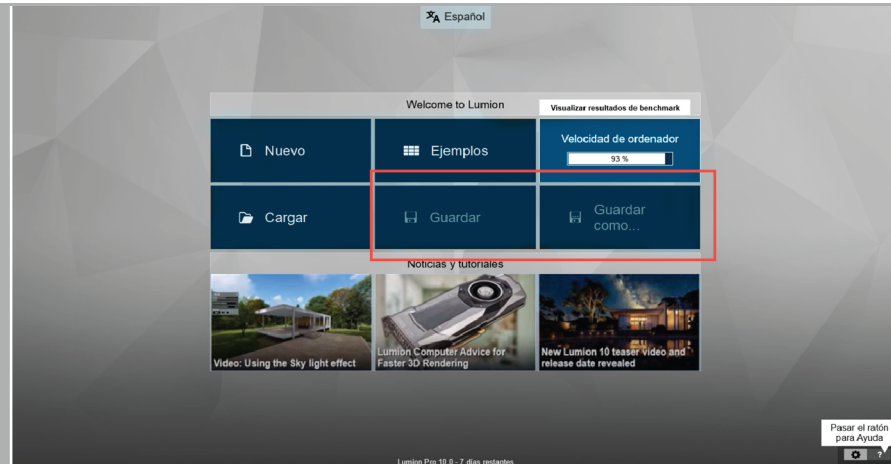 Español
Welcome to Lumion
Visualizar resultados de benchmark
Nuevo
Ejemplos
Velocidad de ordenador
93 %
Cargar
Guardar
Guardar
como...
Noticias y tutoriales
Video: Using the Sky light effect
Lumion Computer Advice for
Faster 3D Rendering
New Lumion 10 teaser video and
release date revealed
Pasar el ratón
para Ayuda
?
Lumion Pro 10.0 - 7 días restantes